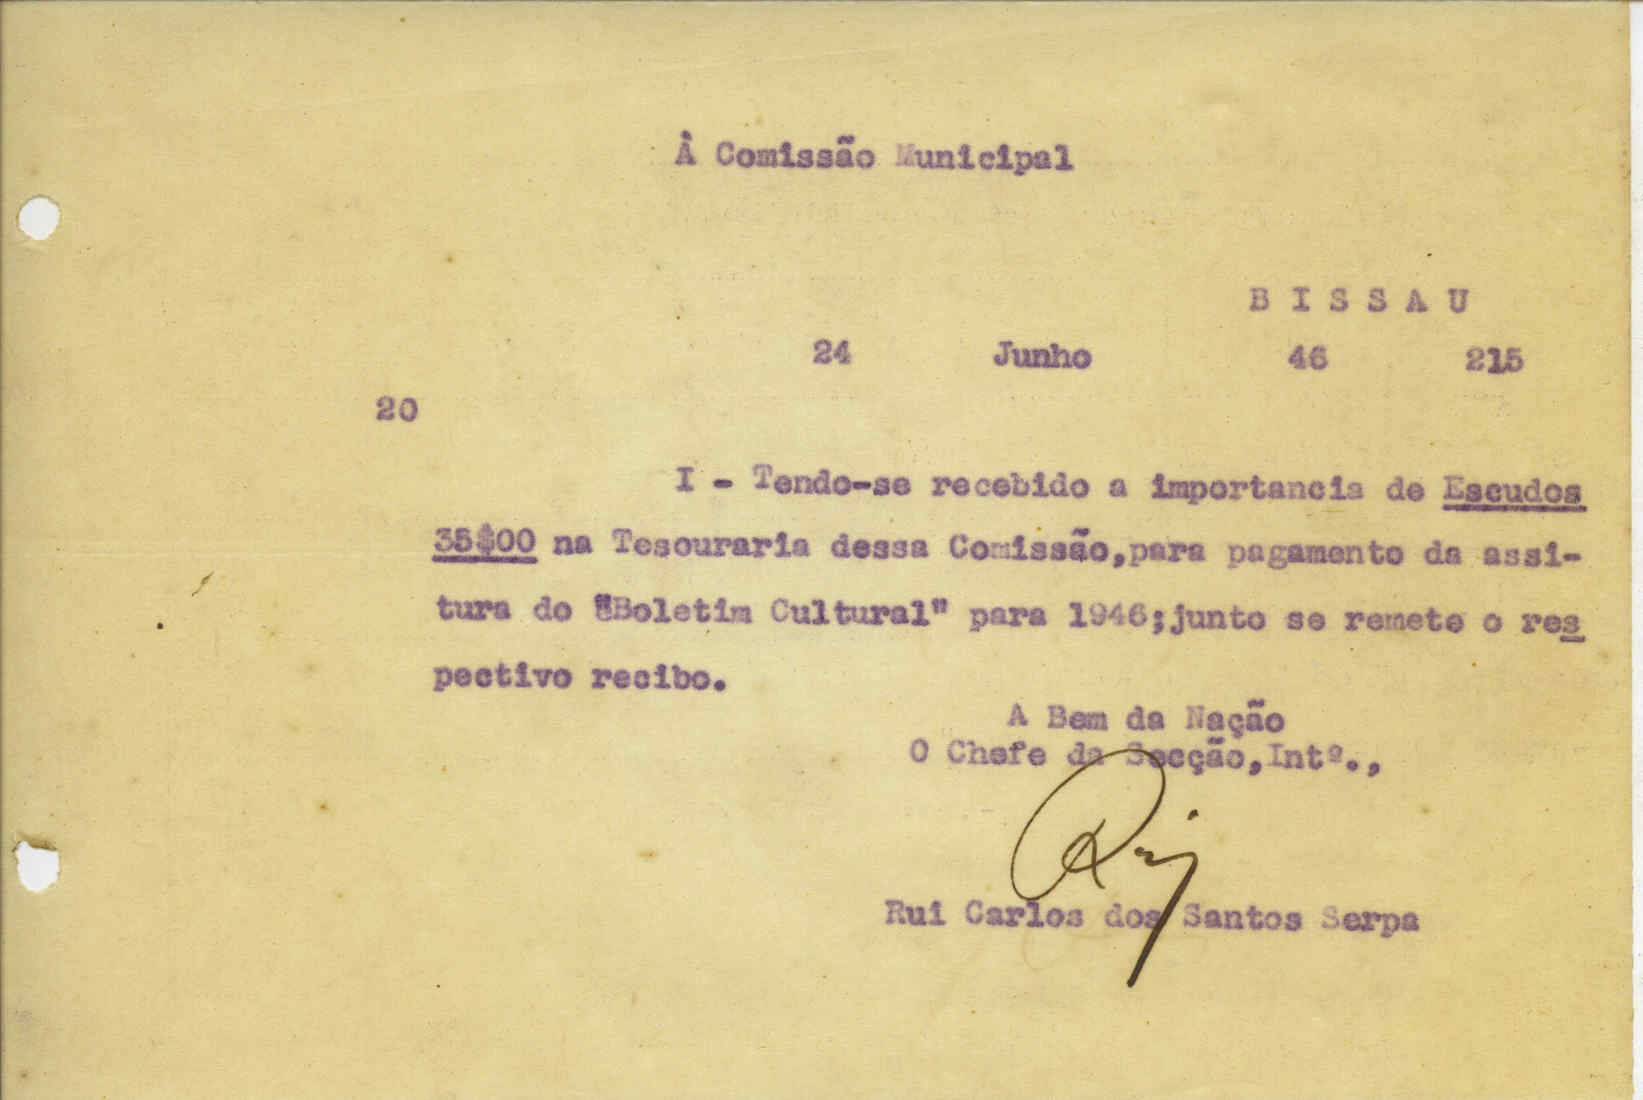 À Comissão Municipal
B I S S A U
24 Junho 46 215
20
I - Tendo-se recebido a importancia de Escudos
35$00 na Tesouraria dessa Comissão,para pagamento da assi-
tura do "Boletim Cultural" para 1946;junto se remete o res
pectivo recibo.
A Bem da Nação
O Chefe da Secção,Intº.,
Rui
Rui Carlos dos Santos Serpa